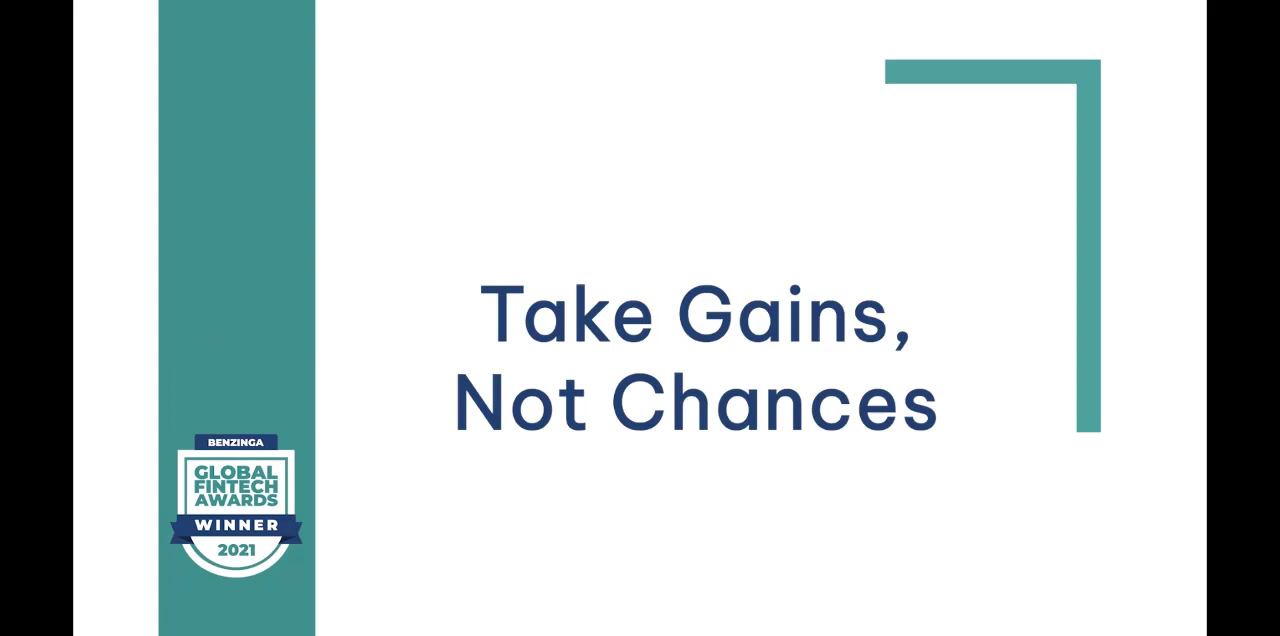 Take Gains,
Not Chances
BENZINGA
GLOBAL
FINTECH
AWARDS
WINNER
2021